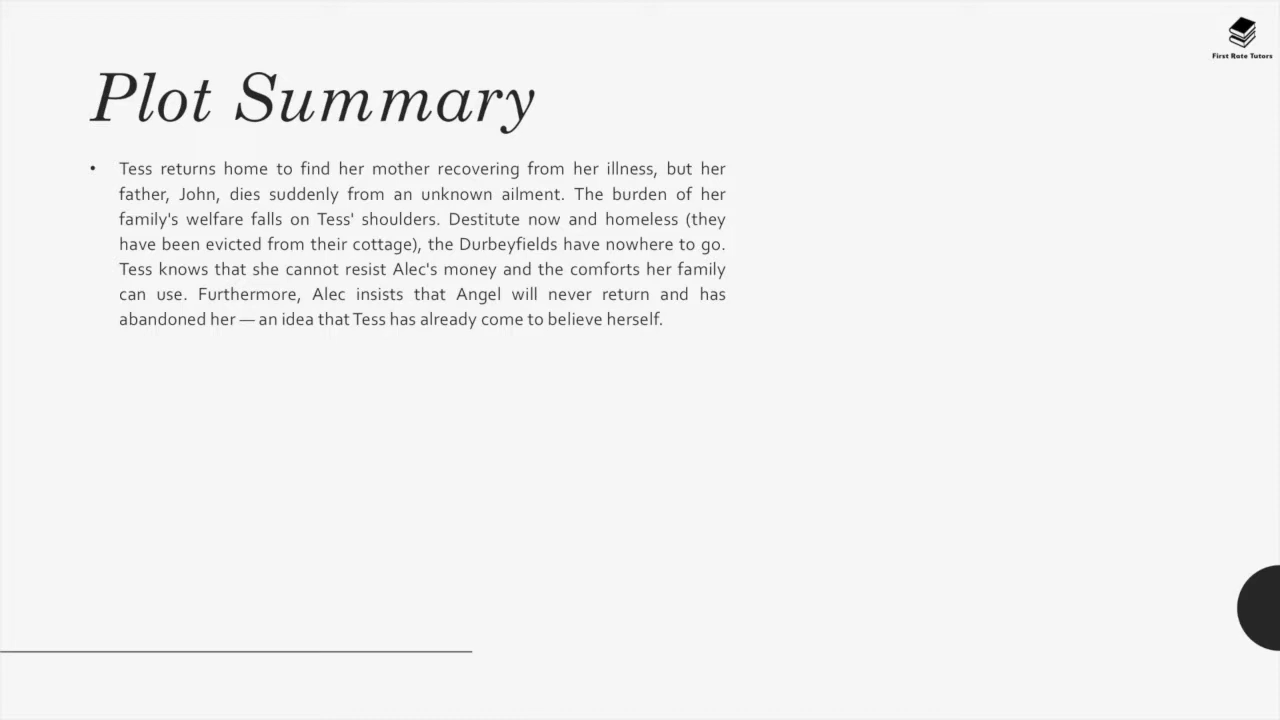 First Rate Tutors
Plot Summary
• Tess returns home to find her mother recovering from her illness, but her
father, John, dies suddenly from an unknown ailment. The burden of her
family's welfare falls on Tess' shoulders. Destitute now and homeless (they
have been evicted from their cottage), the Durbeyfields have nowhere to go.
Tess knows that she cannot resist Alec's money and the comforts her family
can use. Furthermore, Alec insists that Angel will never return and has
abandoned her — an idea that Tess has already come to believe herself.